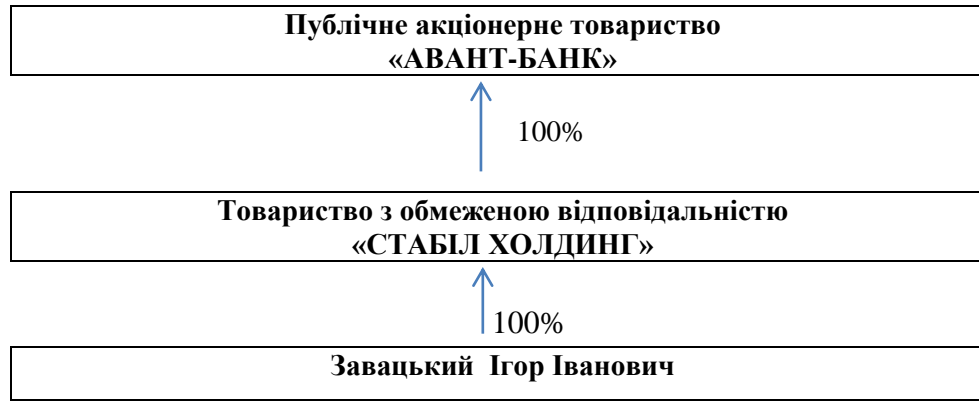 Публічне акціонерне товариство
«АВАНТ-БАНК»
100%
Товариство з обмеженою відповідальністю
«СТАБІЛ ХОЛДИНГ»
100%
Завацький Ігор Іванович